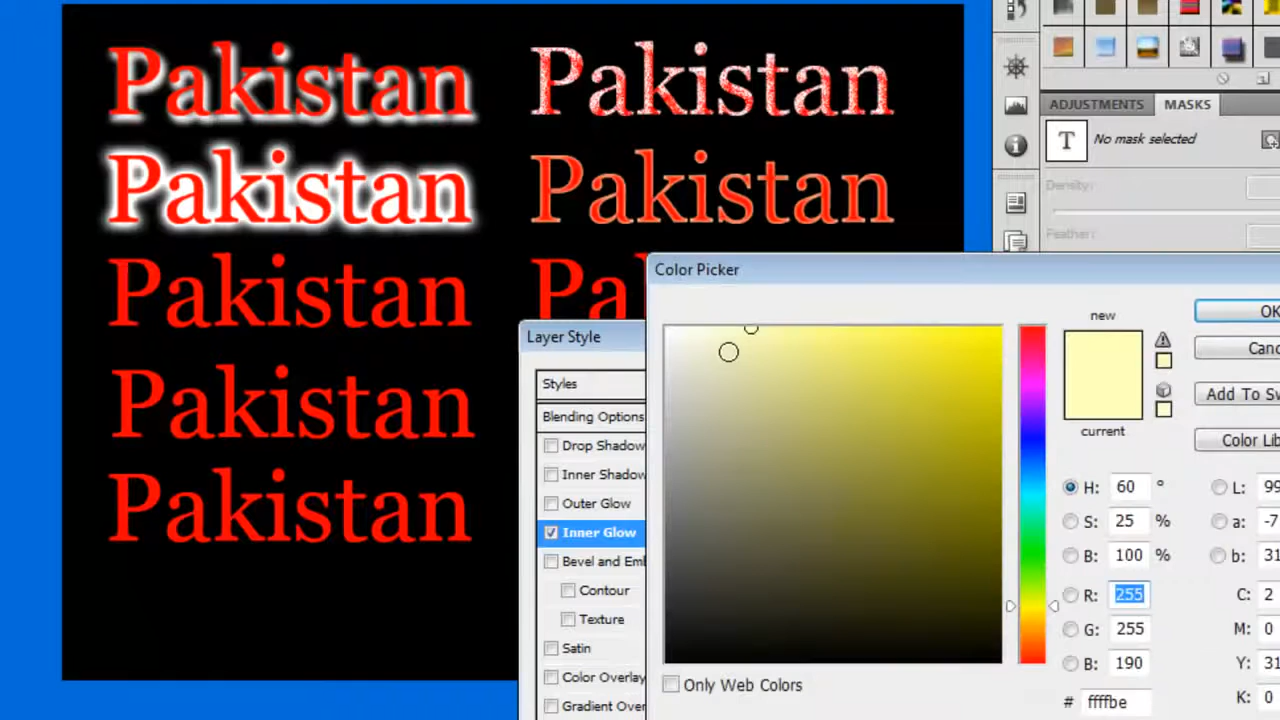 Pakistan Pakistan
Pakistan Pakistan
Pakistan Pa
Pakistan
Pakistan
ADJUSTMENTS MASKS
T No mask selected
Density:
Feather:
Color Picker
new
current
OK
Canc
Add To Sw
Color Lib
H: 60 ° L: 99
S: 25 % a: -7
B: 100 % b: 31
R: 255 C: 2
G: 255 M: 0
B: 190 Y: 31
# ffffbe K: 0
Only Web Colors
Layer Style
Styles
Blending Options
Drop Shadow
Inner Shadow
Outer Glow
Inner Glow
Bevel and Emb
Contour
Texture
Satin
Color Overlay
Gradient Over